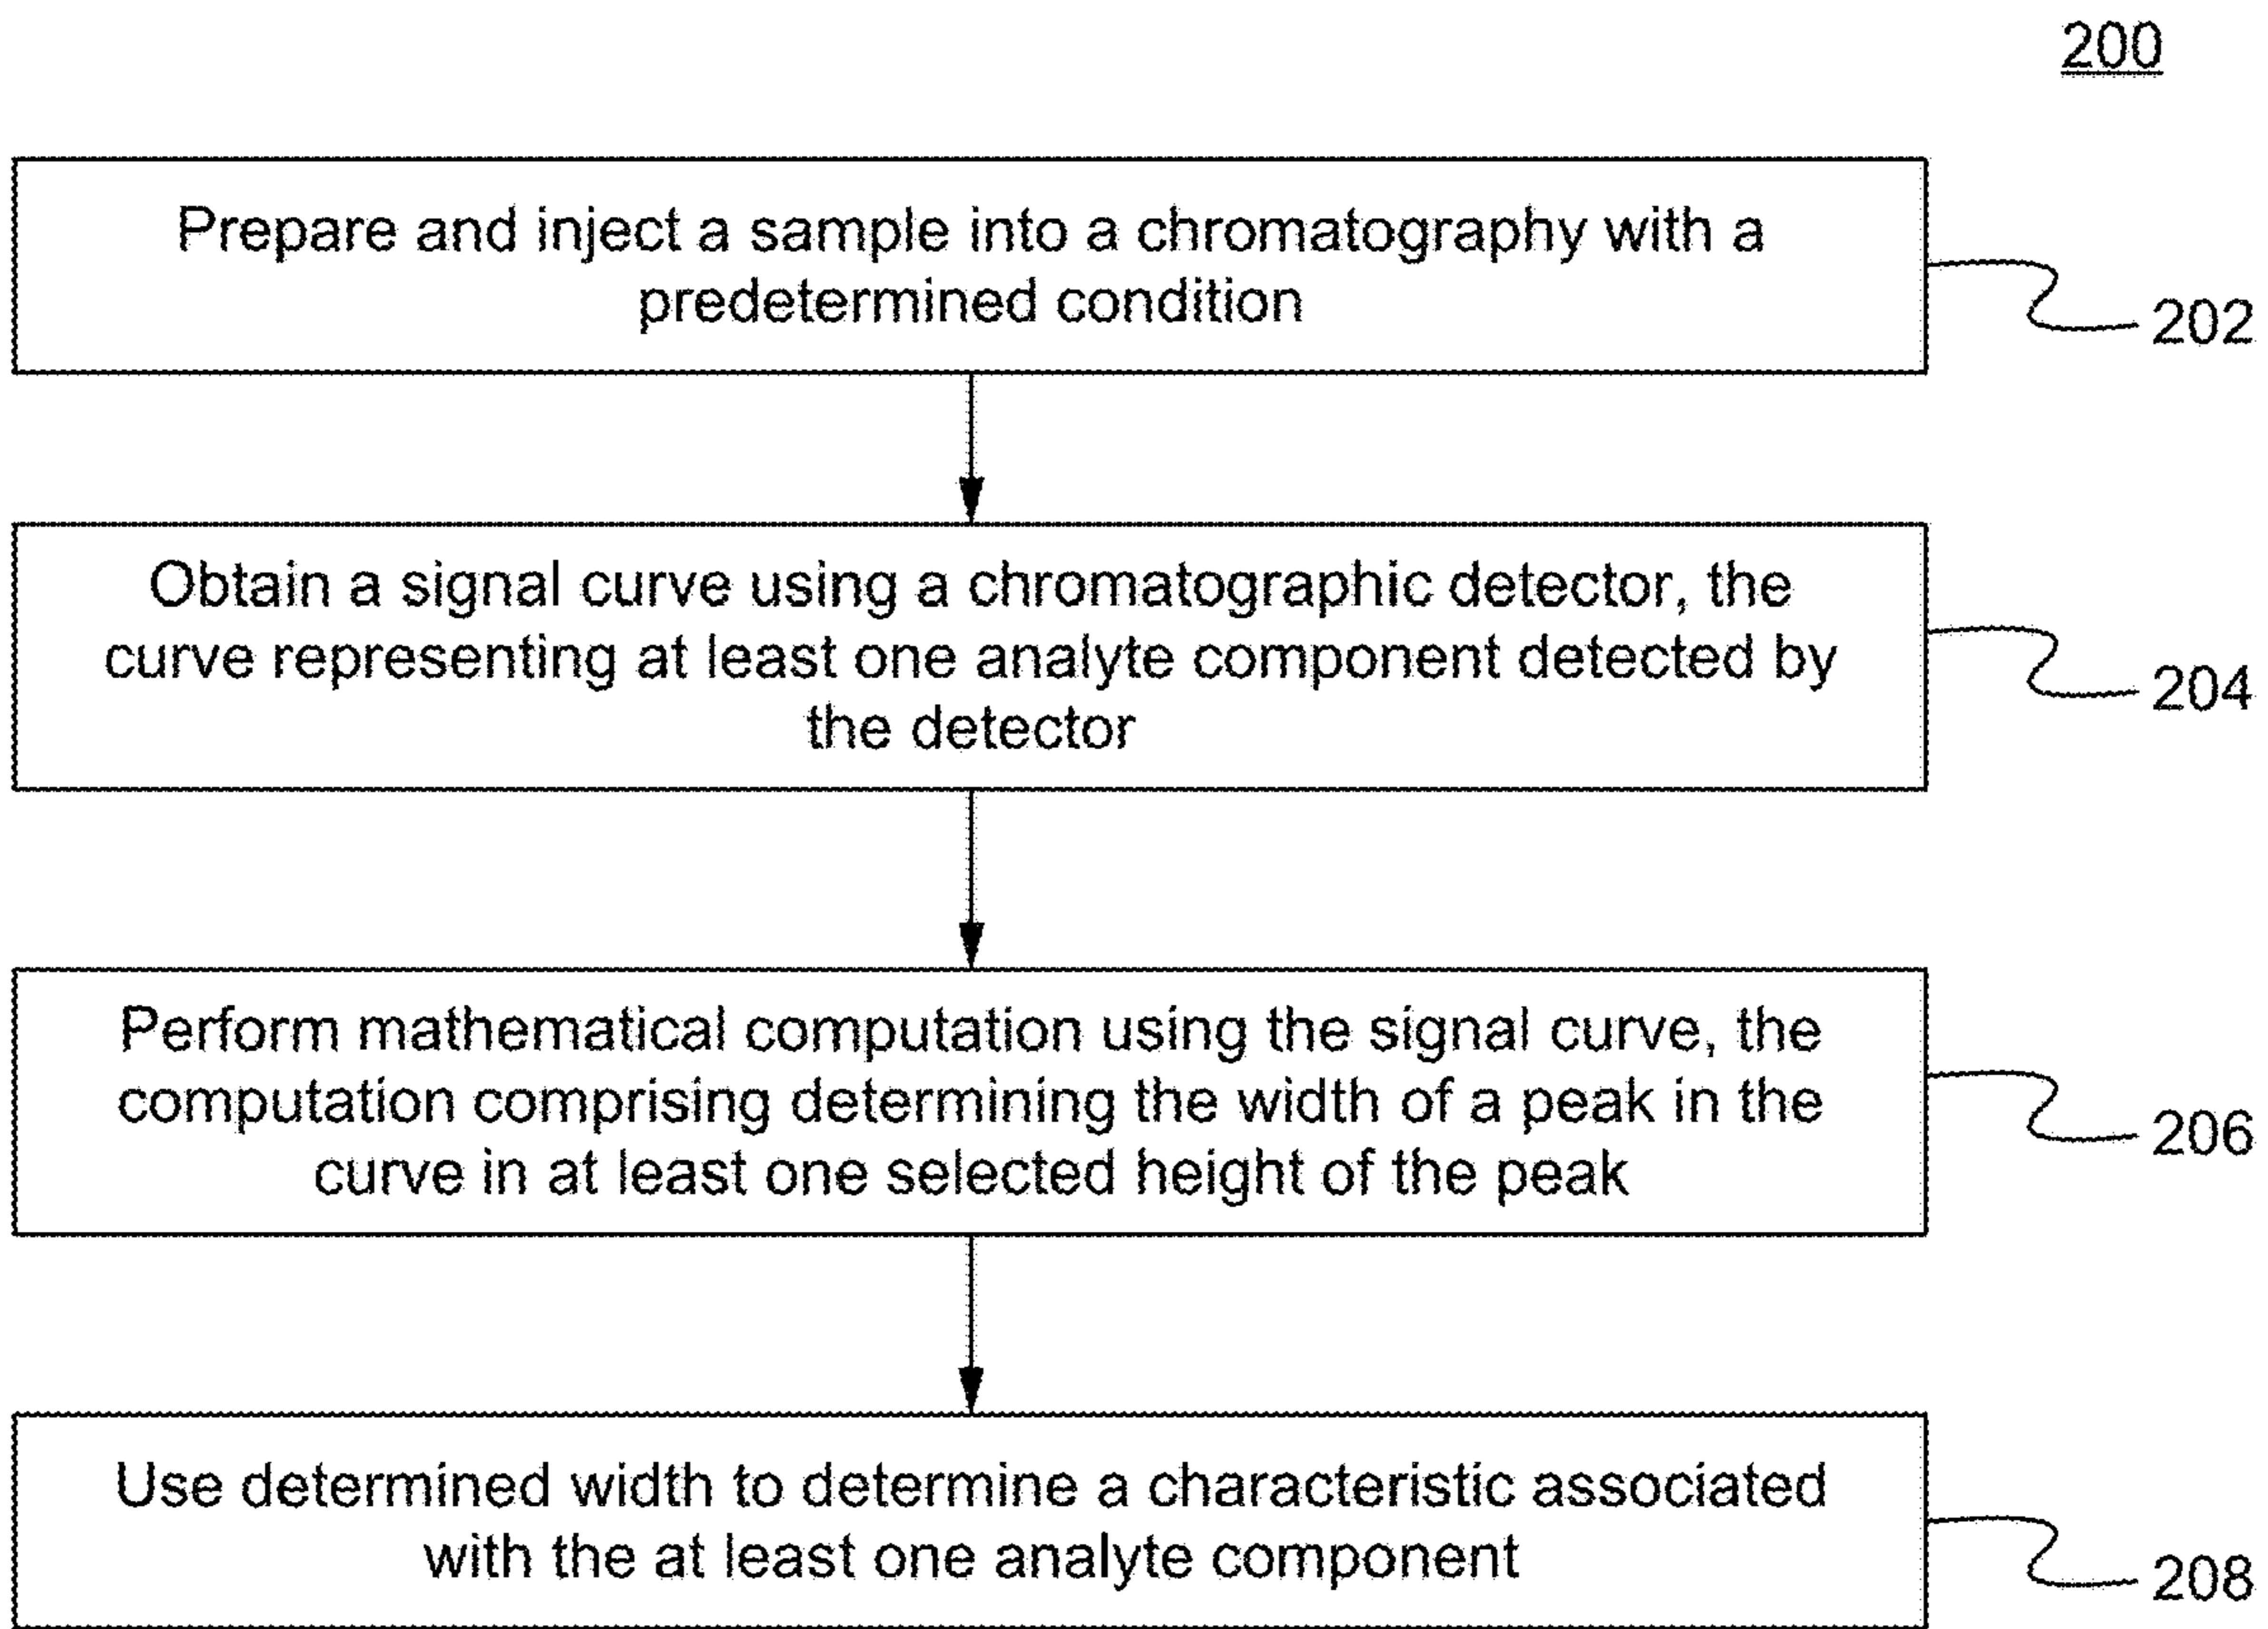 200
Prepare and inject a sample into a chromatography with a
predetermined condition
202
Obtain a signal curve using a chromatographic detector, the
curve representing at least one analyte component detected by
the detector
204
Perform mathematical computation using the signal curve, the
computation comprising determining the width of a peak in the
curve in at least one selected height of the peak
206
Use determined width to determine a characteristic associated
with the at least one analyte component
208